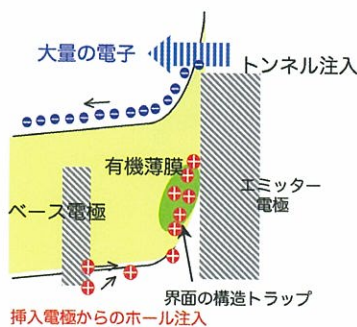 大量の電子
トンネル注入
有機薄膜
エミッター
電極
ベース電極
界面の構造トラップ
挿入電極からのホール注入